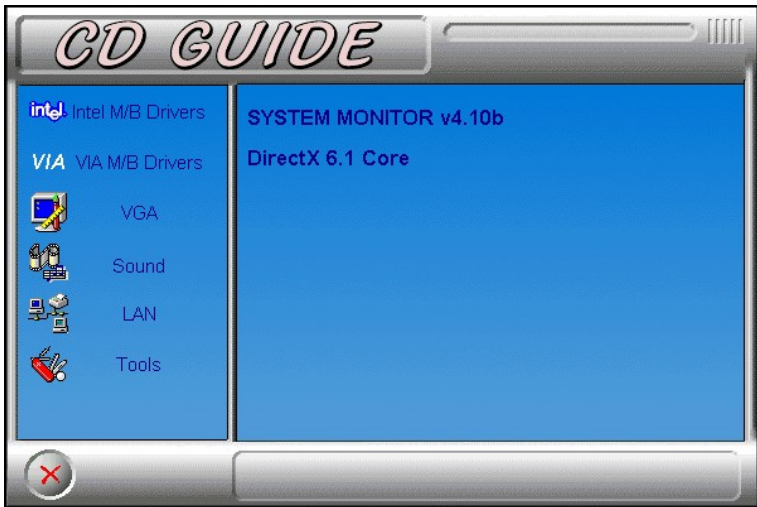 CD GUIDE
intel. Intel M/B Drivers
VIA VIA M/B Drivers
VGA
Sound
LAN
Tools
SYSTEM MONITOR v4.10b
DirectX 6.1 Core